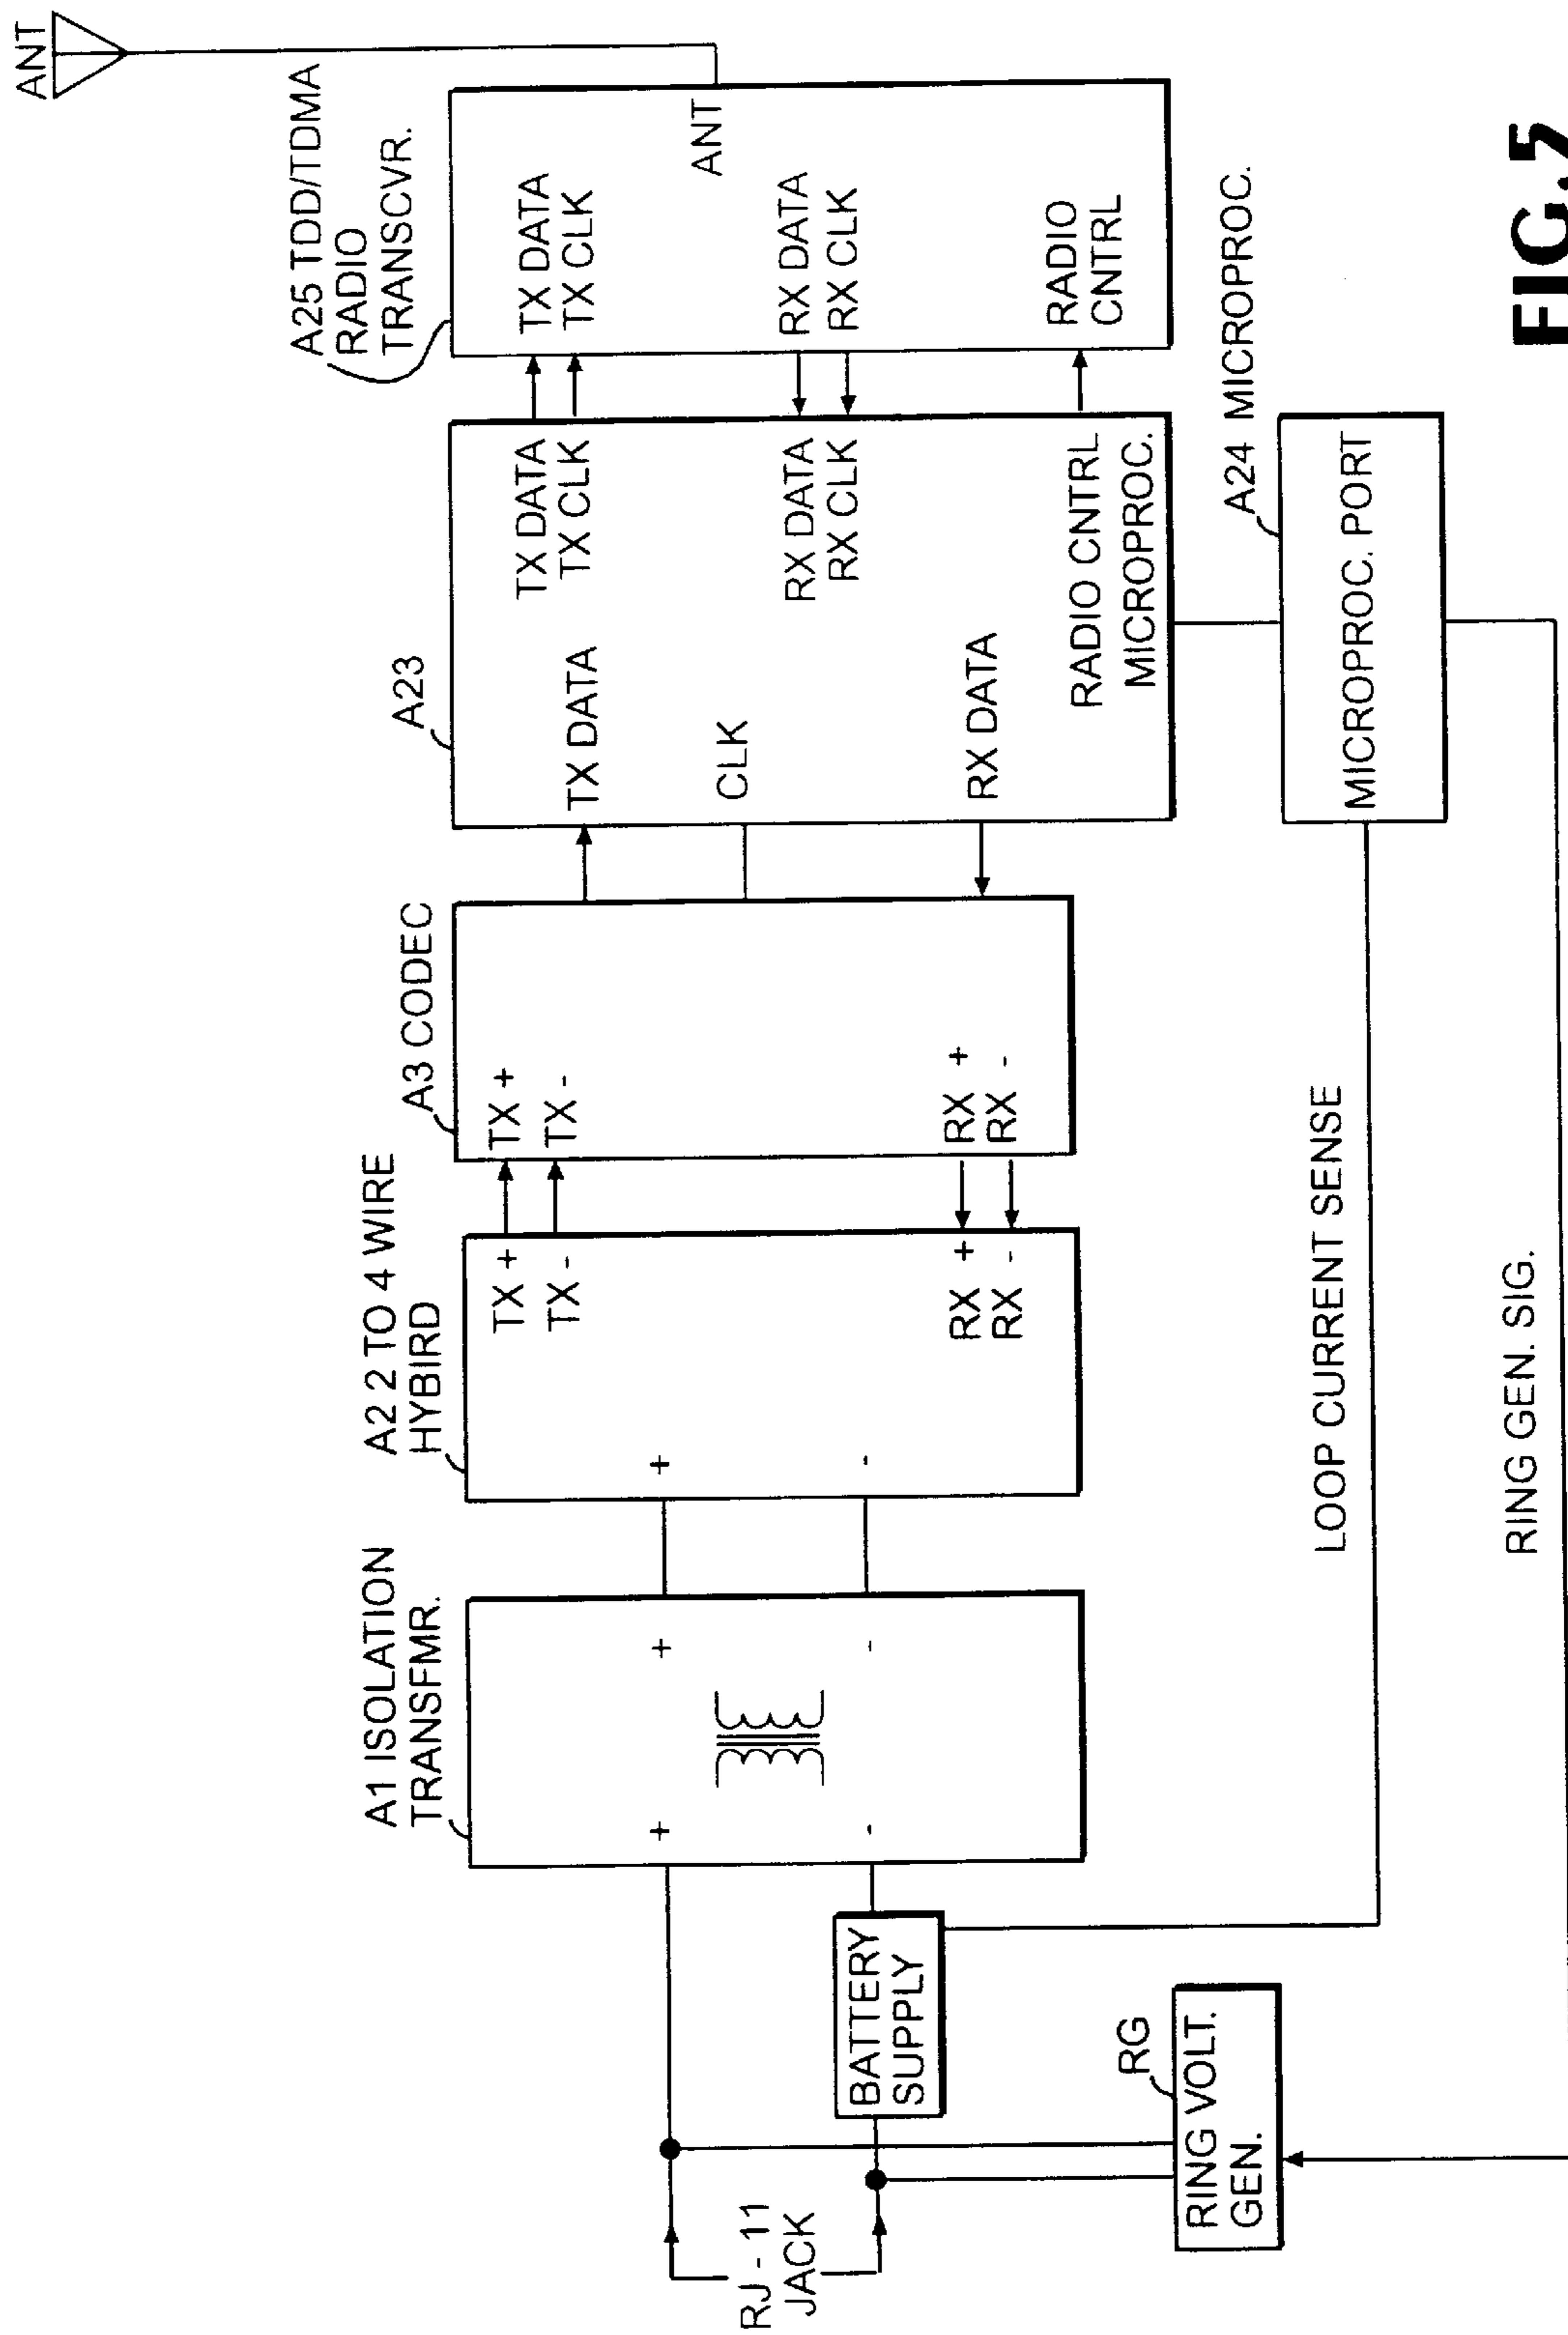 ANT
A25 TDD/TDMA
RADIO
TRANSCVR.
TX DATA
TX CLK
ANT
RX DATA
RX CLK
RADIO
CNTRL
A23
TX DATA
TX CLK
TX DATA
CLK
RX DATA
RX CLK
RX DATA
RADIO CNTRL
MICROPROC.
A24 MICROPROC.
MICROPROC. PORT
A3 CODEC
TX +
TX -
RX +
RX -
A2 2 TO 4 WIRE
HYBIRD
TX +
TX -
RX +
RX -
+
-
A1 ISOLATION
TRANSFMR.
+
-
+
-
BATTERY
SUPPLY
RJ - 11
JACK
RG
RING VOLT.
GEN.
LOOP CURRENT SENSE
RING GEN. SIG.
FIG.5